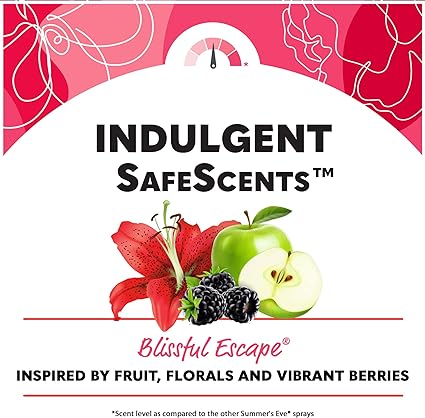 *
INDULGENT
SAFESCENTS™
Blissful Escape®
INSPIRED BY FRUIT, FLORALS AND VIBRANT BERRIES
*Scent level as compared to the other Summer's Eve® sprays